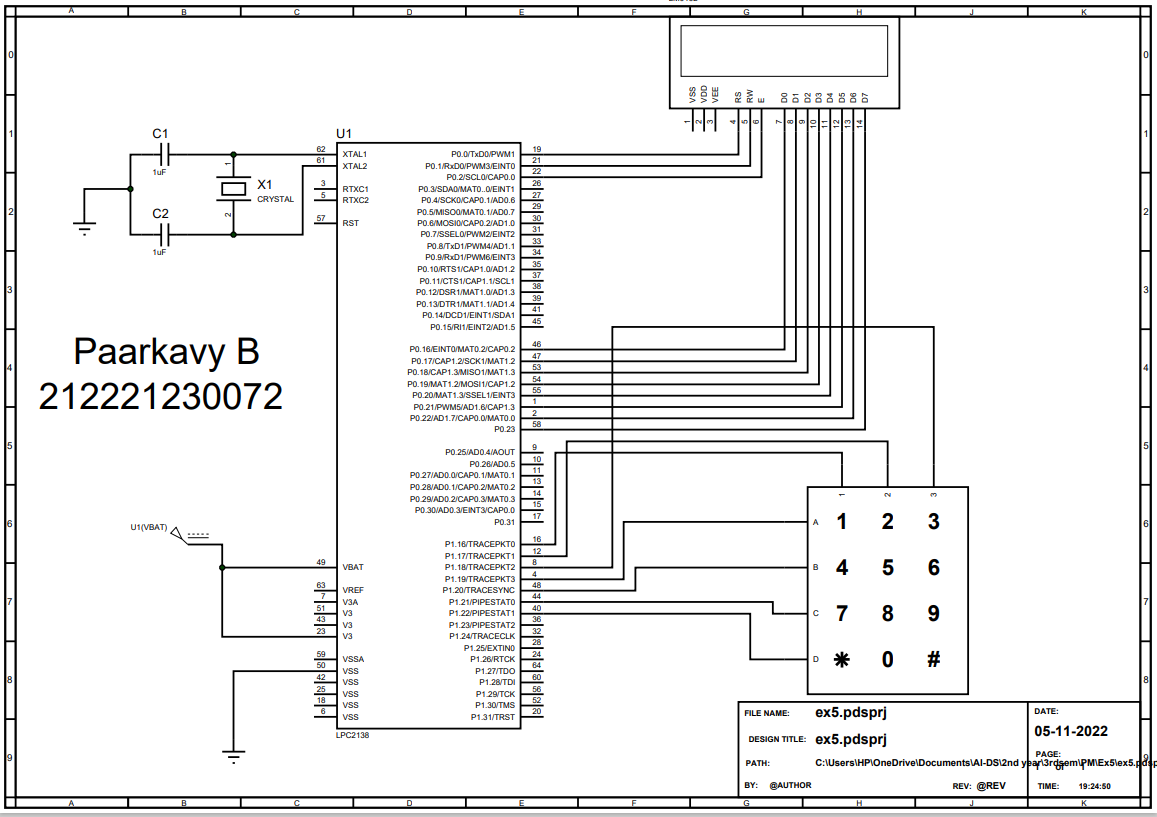 A B C D E F G H J K
0
1
2
3
4
5
6
7
8
9
0
1
2
3
4
5
6
7
8
9
VSS VDD VEE RS RW E D0 D1 D2 D3 D4 D5 D6 D7
1 2 3 4 5 6 7 8 9 10 11 12 13 14
C1
1uF
C2
1uF
X1
CRYSTAL
1
2
U1
62 XTAL1
61 XTAL2
3 RTXC1
5 RTXC2
57 RST
P0.0/TxD0/PWM1 19
P0.1/RxD0/PWM3/EINT0 21
P0.2/SCL0/CAP0.0 22
P0.3/SDA0/MAT0..0/EINT1 26
P0.4/SCK0/CAP0.1/AD0.6 27
P0.5/MISO0/MAT0.1/AD0.7 29
P0.6/MOSI0/CAP0.2/AD1.0 30
P0.7/SSEL0/PWM2/EINT2 31
P0.8/TxD1/PWM4/AD1.1 33
P0.9/RxD1/PWM6/EINT3 34
P0.10/RTS1/CAP1.0/AD1.2 35
P0.11/CTS1/CAP1.1/SCL1 37
P0.12/DSR1/MAT1.0/AD1.3 38
P0.13/DTR1/MAT1.1/AD1.4 39
P0.14/DCD1/EINT1/SDA1 41
P0.15/RI1/EINT2/AD1.5 45
P0.16/EINT0/MAT0.2/CAP0.2 46
P0.17/CAP1.2/SCK1/MAT1.2 47
P0.18/CAP1.3/MISO1/MAT1.3 53
P0.19/MAT1.2/MOSI1/CAP1.2 54
P0.20/MAT1.3/SSEL1/EINT3 55
P0.21/PWM5/AD1.6/CAP1.3 1
P0.22/AD1.7/CAP0.0/MAT0.0 2
P0.23 58
P0.25/AD0.4/AOUT 9
P0.26/AD0.5 10
P0.27/AD0.0/CAP0.1/MAT0.1 11
P0.28/AD0.1/CAP0.2/MAT0.2 13
P0.29/AD0.2/CAP0.3/MAT0.3 14
P0.30/AD0.3/EINT3/CAP0.0 15
P0.31 17
P1.16/TRACEPKT0 16
P1.17/TRACEPKT1 12
P1.18/TRACEPKT2 8
P1.19/TRACEPKT3 4
P1.20/TRACESYNC 48
P1.21/PIPESTAT0 44
P1.22/PIPESTAT1 40
P1.23/PIPESTAT2 36
P1.24/TRACECLK 32
P1.25/EXTIN0 28
P1.26/RTCK 24
P1.27/TDO 64
P1.28/TDI 60
P1.29/TCK 56
P1.30/TMS 52
P1.31/TRST 20
Paarkavy B
212221230072
U1(VBAT)
49 VBAT
63 VREF
7 V3A
51 V3
43 V3
23 V3
59 VSSA
50 VSS
42 VSS
25 VSS
18 VSS
6 VSS
LPC2138
1 2 3
A 1 2 3
B 4 5 6
C 7 8 9
D * 0 #
FILE NAME: ex5.pdsprj
DESIGN TITLE: ex5.pdsprj
PATH: C:\Users\HP\OneDrive\Documents\AI-DS\2nd year\3rdsem\PM\Ex5\ex5.pdsp
BY: @AUTHOR REV: @REV
DATE:
05-11-2022
PAGE:
1 of 1
TIME: 19:24:50
A B C D E F G H J K